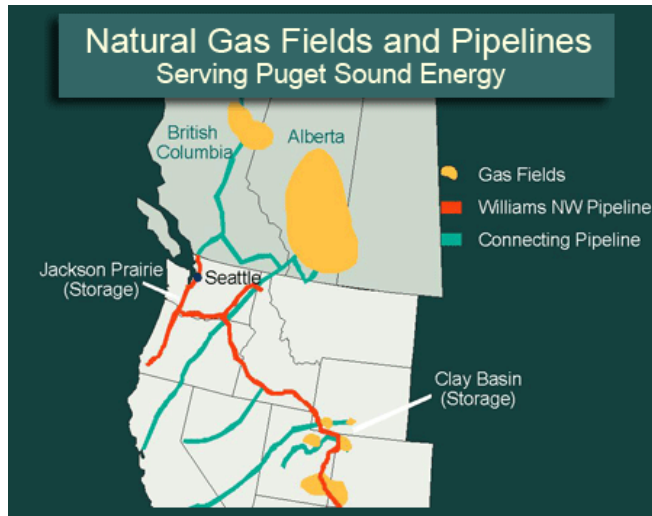 Natural Gas Fields and Pipelines
Serving Puget Sound Energy
British
Columbia
Alberta
Gas Fields
Williams NW Pipeline
Connecting Pipeline
Jackson Prairie
(Storage)
Seattle
Clay Basin
(Storage)